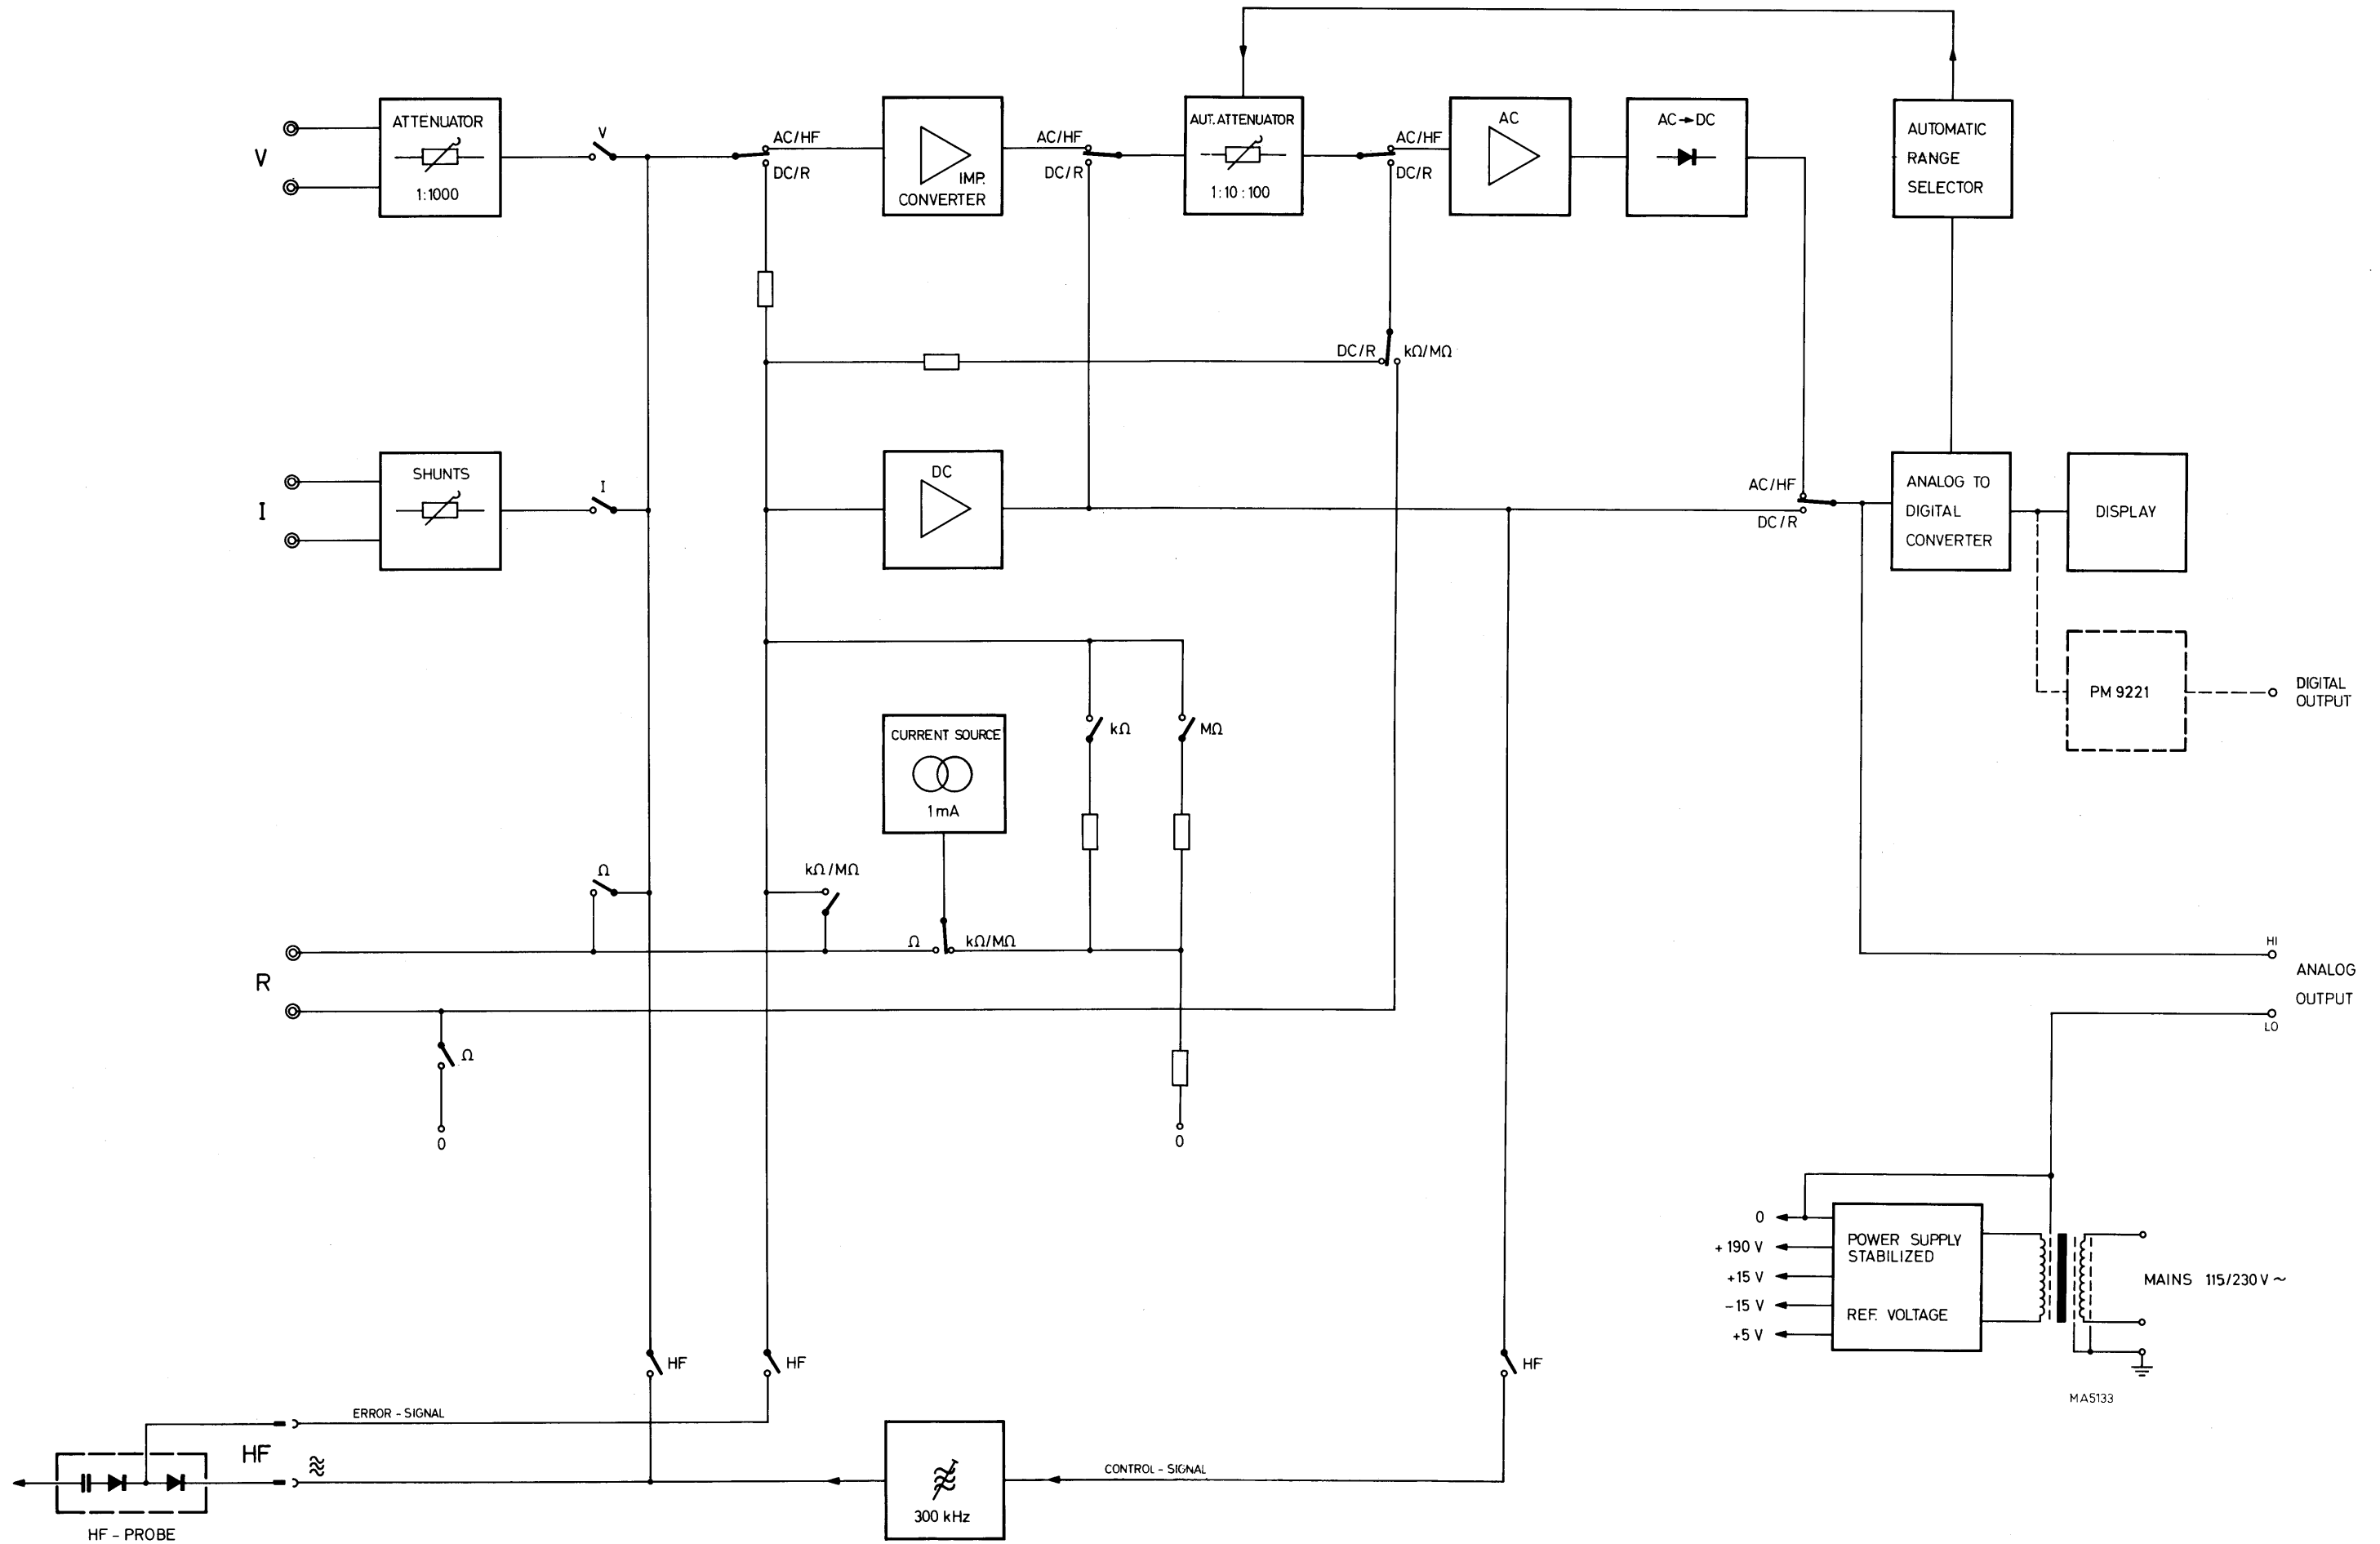 V
ATTENUATOR
1:1000
V
AC/HF
DC/R
IMP.
CONVERTER
AC/HF
DC/R
AUT. ATTENUATOR
1:10:100
AC/HF
DC/R
AC
AC→DC
AUTOMATIC
RANGE
SELECTOR
DC/R
kΩ/MΩ
I
SHUNTS
I
DC
AC/HF
DC/R
ANALOG TO
DIGITAL
CONVERTER
DISPLAY
PM 9221
DIGITAL
OUTPUT
CURRENT SOURCE
1mA
kΩ
MΩ
Ω
kΩ/MΩ
Ω
kΩ/MΩ
R
Ω
0
0
HI
ANALOG
OUTPUT
LO
0
+190 V
+15 V
−15 V
+5 V
POWER SUPPLY
STABILIZED
REF. VOLTAGE
MAINS 115/230V ~
MA5133
HF
HF
HF
ERROR-SIGNAL
HF
CONTROL-SIGNAL
300 kHz
HF-PROBE